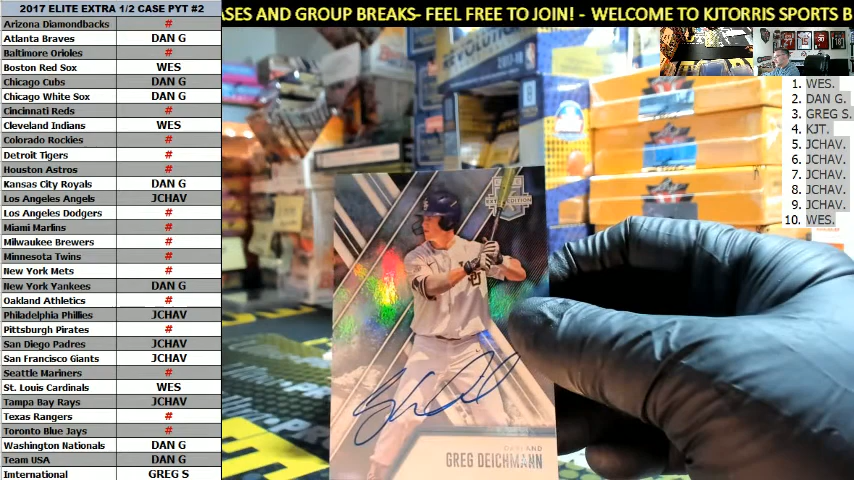 2017 ELITE EXTRA 1/2 CASE PYT #2
Arizona Diamondbacks #
Atlanta Braves DAN G
Baltimore Orioles #
Boston Red Sox WES
Chicago Cubs DAN G
Chicago White Sox DAN G
Cincinnati Reds #
Cleveland Indians WES
Colorado Rockies #
Detroit Tigers #
Houston Astros #
Kansas City Royals DAN G
Los Angeles Angels JCHAV
Los Angeles Dodgers #
Miami Marlins #
Milwaukee Brewers #
Minnesota Twins #
New York Mets #
New York Yankees DAN G
Oakland Athletics #
Philadelphia Phillies JCHAV
Pittsburgh Pirates #
San Diego Padres JCHAV
San Francisco Giants JCHAV
Seattle Mariners #
St. Louis Cardinals WES
Tampa Bay Rays JCHAV
Texas Rangers #
Toronto Blue Jays #
Washington Nationals DAN G
Team USA DAN G
International GREG S
ASES AND GROUP BREAKS- FEEL FREE TO JOIN! - WELCOME TO KJTORRIS SPORTS B
1. WES.
2. DAN G.
3. GREG S.
4. KJT.
5. JCHAV.
6. JCHAV.
7. JCHAV.
8. JCHAV.
9. JCHAV.
10. WES.
REVOLUTION
2017-18
8
GREG DEICHMANN